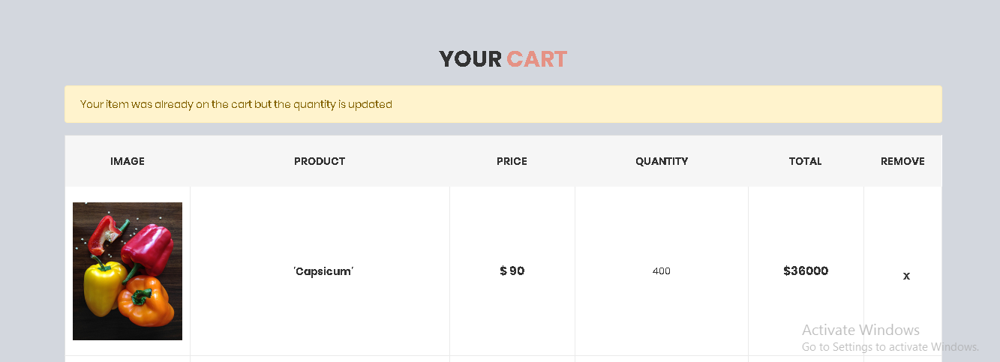 YOUR CART
Your item was already on the cart but the quantity is updated
IMAGE PRODUCT PRICE QUANTITY TOTAL REMOVE
'Capsicum' $ 90 400 $36000 x
Activate Windows
Go to Settings to activate Windows.